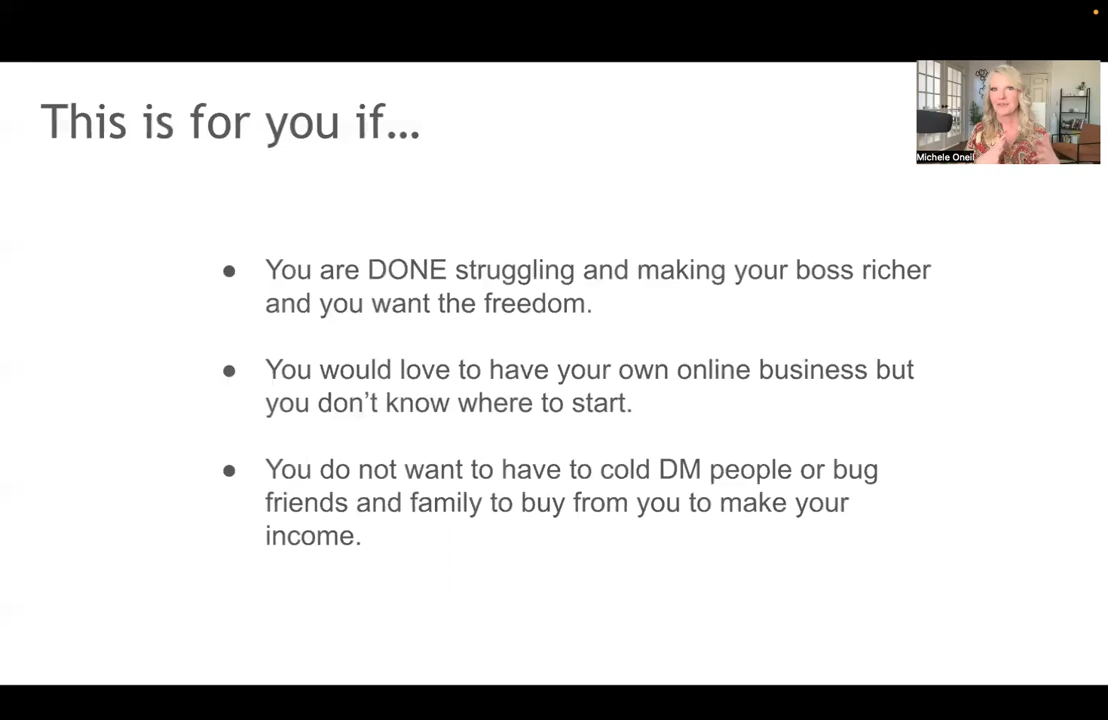 This is for you if...
Michele Oneil
● You are DONE struggling and making your boss richer
and you want the freedom.
● You would love to have your own online business but
you don't know where to start.
● You do not want to have to cold DM people or bug
friends and family to buy from you to make your
income.